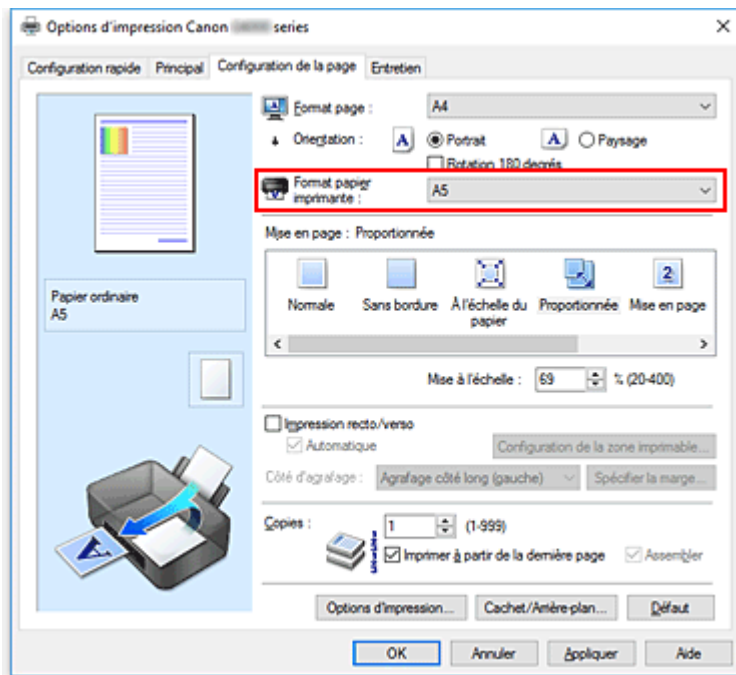 Options d'impression Canon series
Configuration rapide Principal Configuration de la page Entretien
Format page : A4
Orientation : A Portrait A Paysage
Rotation 180 degrés
Format papier
imprimante : A5
Mise en page : Proportionnée
2
Normale Sans bordure À l'échelle du
papier Proportionnée Mise en page
Papier ordinaire
A5
Mise à l'échelle : 69 % (20-400)
Impression recto/verso
Automatique Configuration de la zone imprimable...
Côté d'agrafage : Agrafage côté long (gauche) Spécifier la marge...
Copies : 1 (1-999)
Imprimer à partir de la dernière page Assembler
A
Options d'impression... Cachet/Arrière-plan... Défaut
OK Annuler Appliquer Aide